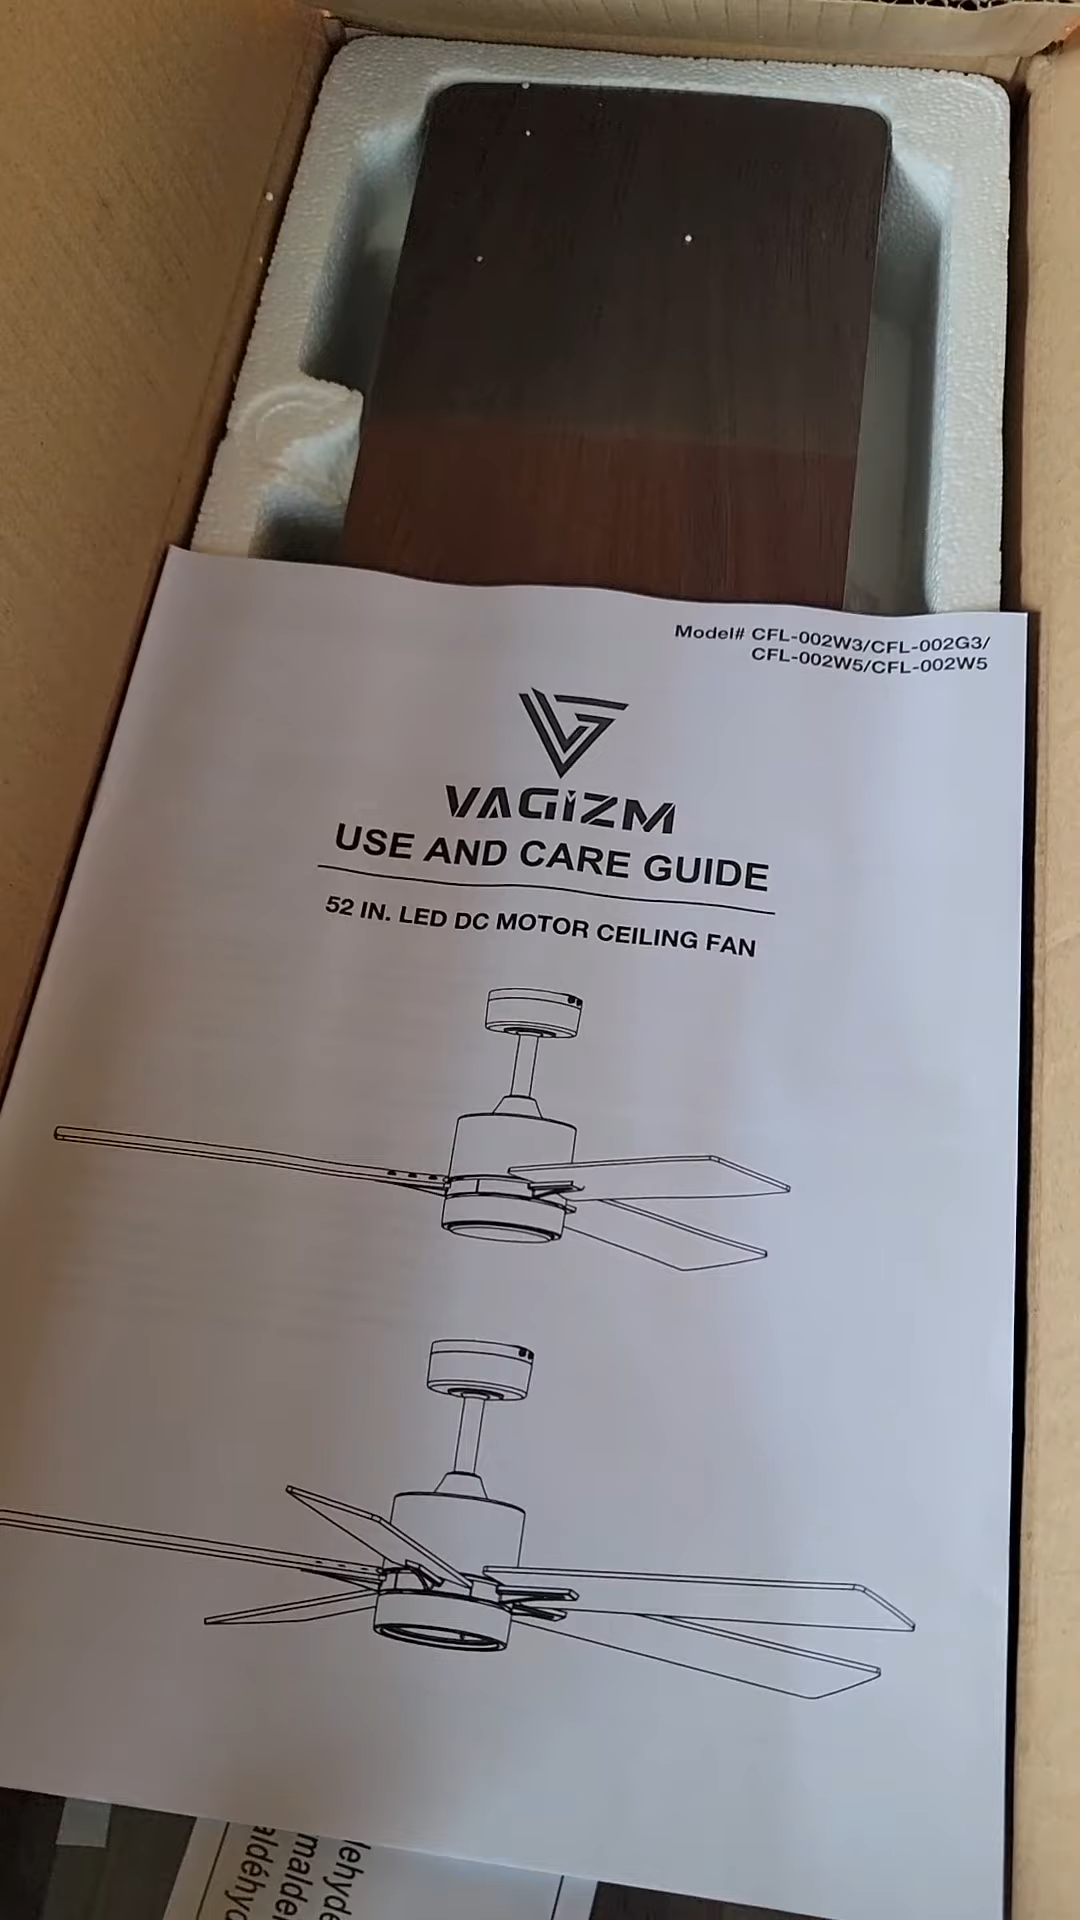 Model# CFL-002W3/CFL-002G3/
CFL-002W5/CFL-002W5
VAGIZM
USE AND CARE GUIDE
52 IN. LED DC MOTOR CEILING FAN